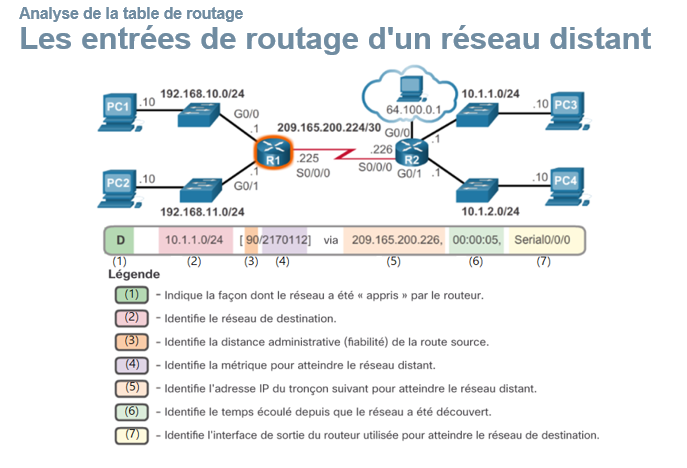 Analyse de la table de routage
Les entrées de routage d'un réseau distant
192.168.10.0/24
64.100.0.1
10.1.1.0/24
PC1
.10
G0/0
.1
209.165.200.224/30
G0/0
.1
.10
PC3
R1
.225
S0/0/0
.226
S0/0/0
R2
G0/1
PC2
.10
.1
G0/1
.1
.10
PC4
192.168.11.0/24
10.1.2.0/24
D 10.1.1.0/24 [ 90/2170112] via 209.165.200.226, 00:00:05, Serial0/0/0
(1) (2) (3) (4) (5) (6) (7)
Légende
(1) - Indique la façon dont le réseau a été « appris » par le routeur.
(2) - Identifie le réseau de destination.
(3) - Identifie la distance administrative (fiabilité) de la route source.
(4) - Identifie la métrique pour atteindre le réseau distant.
(5) - Identifie l'adresse IP du tronçon suivant pour atteindre le réseau distant.
(6) - Identifie le temps écoulé depuis que le réseau a été découvert.
(7) - Identifie l'interface de sortie du routeur utilisée pour atteindre le réseau de destination.